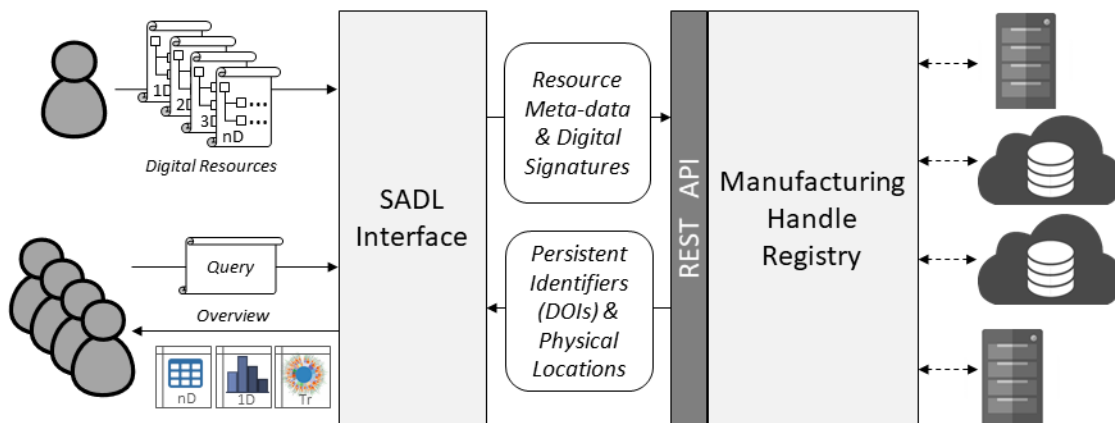 1D
2D
3D
nD
Digital Resources
Query
Overview
nD
1D
Tr
SADL
Interface
Resource
Meta-data
& Digital
Signatures
Persistent
Identifiers
(DOIs) &
Physical
Locations
REST API
Manufacturing
Handle
Registry